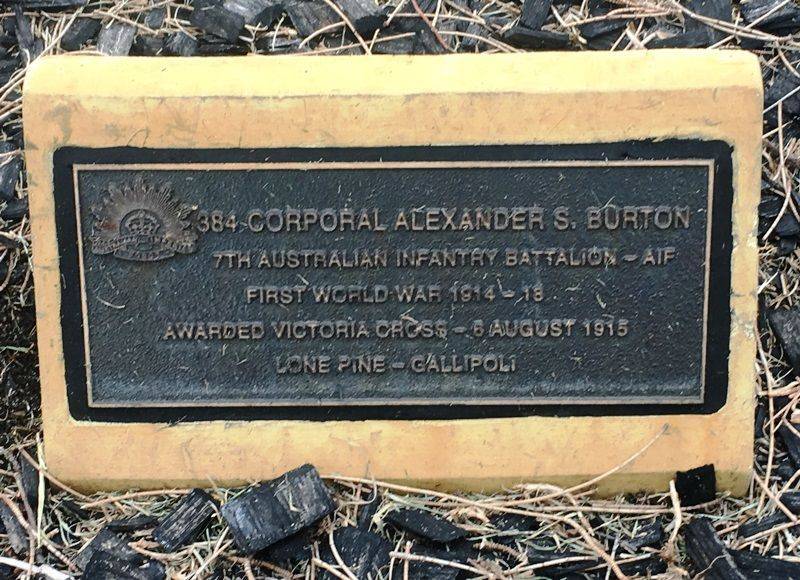 384 CORPORAL ALEXANDER S. BURTON
7TH AUSTRALIAN INFANTRY BATTALION - AIF
FIRST WORLD WAR 1914 - 18
AWARDED VICTORIA CROSS - 6 AUGUST 1915
LONE PINE - GALLIPOLI